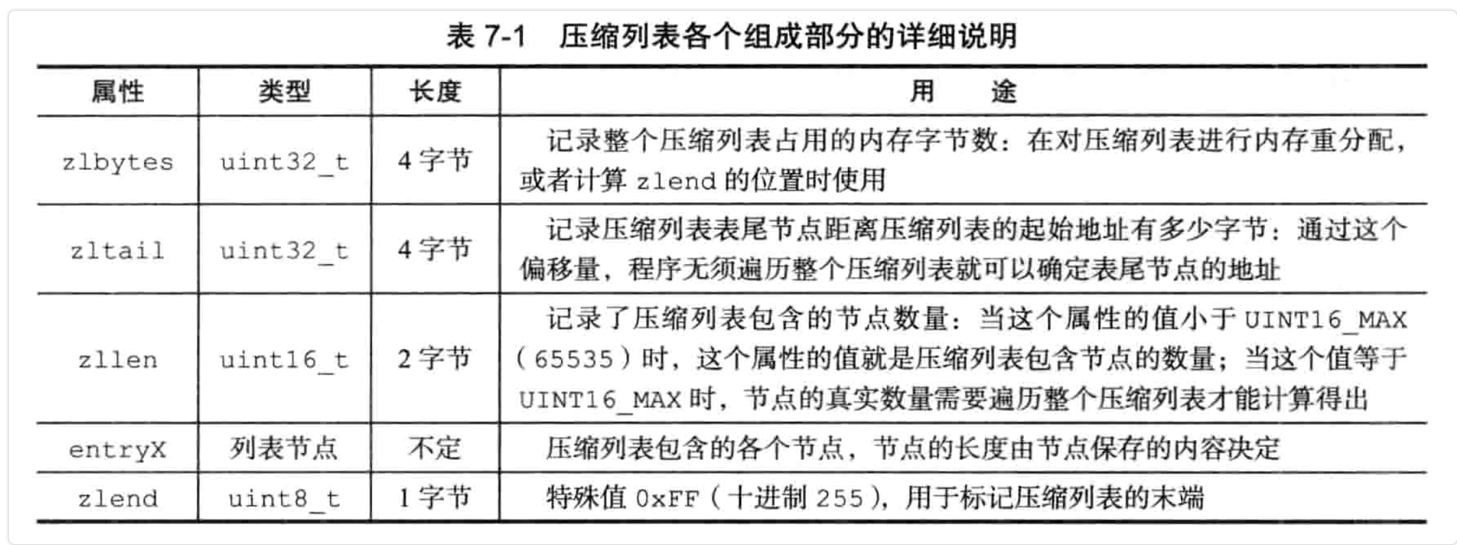 表 7-1 压缩列表各个组成部分的详细说明
属性 类型 长度 用 途
zlbytes uint32_t 4 字节 记录整个压缩列表占用的内存字节数：在对压缩列表进行内存重分配，
或者计算 zlend 的位置时使用
zltail uint32_t 4 字节 记录压缩列表表尾节点距离压缩列表的起始地址有多少字节：通过这个
偏移量，程序无须遍历整个压缩列表就可以确定表尾节点的地址
zllen uint16_t 2 字节 记录了压缩列表包含的节点数量：当这个属性的值小于 UINT16_MAX
（65535）时，这个属性的值就是压缩列表包含节点的数量；当这个值等于
UINT16_MAX 时，节点的真实数量需要遍历整个压缩列表才能计算得出
entryX 列表节点 不定 压缩列表包含的各个节点，节点的长度由节点保存的内容决定
zlend uint8_t 1 字节 特殊值 0xFF（十进制 255），用于标记压缩列表的末端